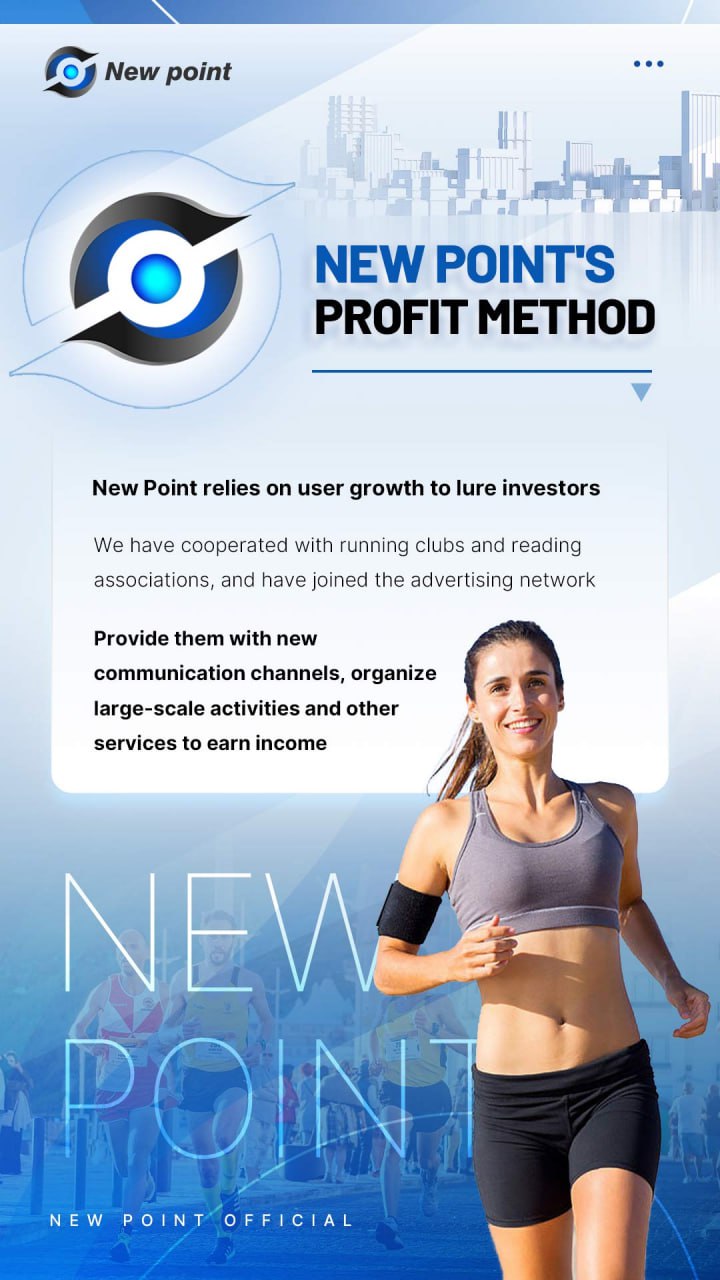 New point
NEW POINT'S
PROFIT METHOD
New Point relies on user growth to lure investors
We have cooperated with running clubs and reading
associations, and have joined the advertising network
Provide them with new
communication channels, organize
large-scale activities and other
services to earn income
NEW
POINT
NEW POINT OFFICIAL